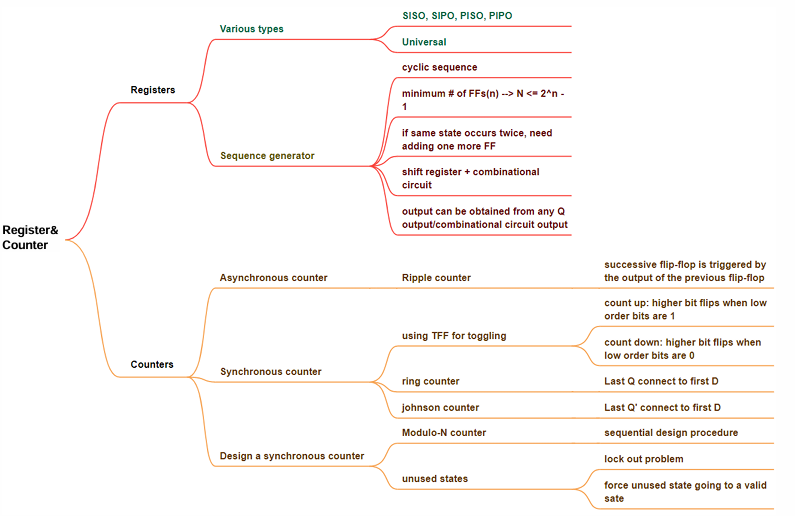 Register&
Counter
Registers
Various types
SISO, SIPO, PISO, PIPO
Universal
Sequence generator
cyclic sequence
minimum # of FFs(n) --> N <= 2^n -
1
if same state occurs twice, need
adding one more FF
shift register + combinational
circuit
output can be obtained from any Q
output/combinational circuit output
Counters
Asynchronous counter
Ripple counter
successive flip-flop is triggered by
the output of the previous flip-flop
Synchronous counter
using TFF for toggling
count up: higher bit flips when low
order bits are 1
count down: higher bit flips when
low order bits are 0
ring counter
Last Q connect to first D
johnson counter
Last Q' connect to first D
Design a synchronous counter
Modulo-N counter
sequential design procedure
unused states
lock out problem
force unused state going to a valid
sate